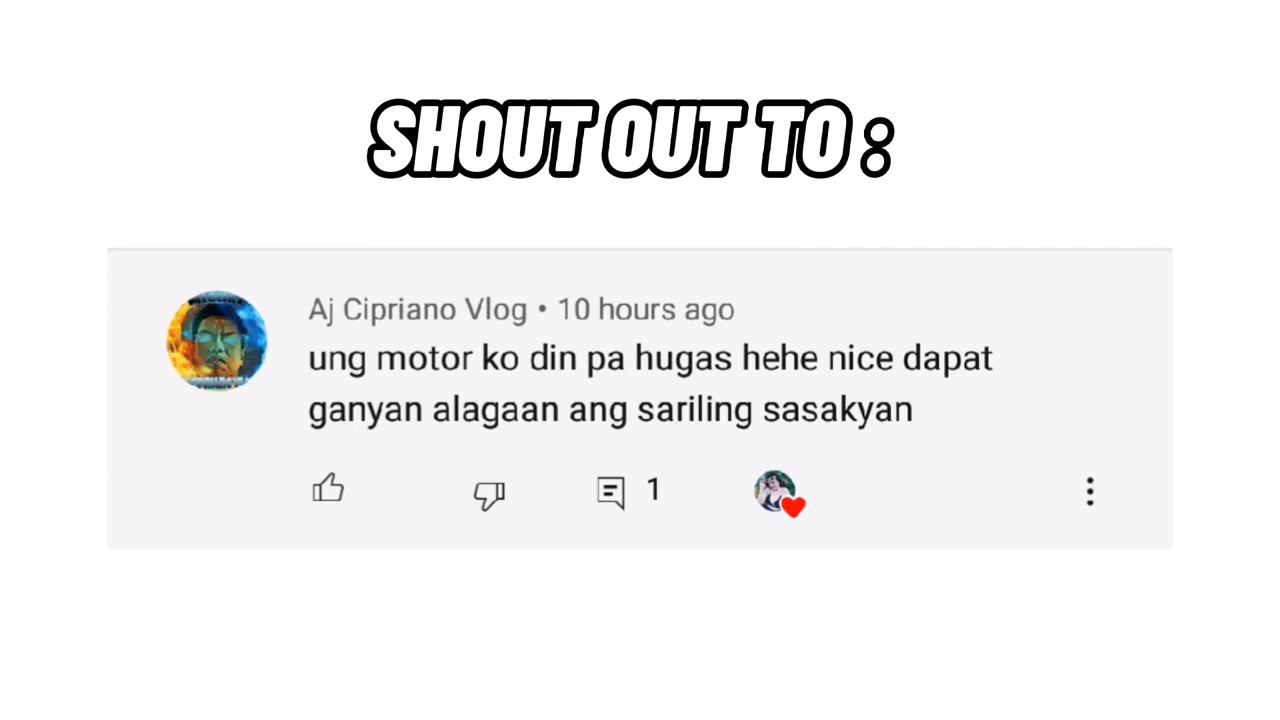 SHOUT OUT TO :
Aj Cipriano Vlog • 10 hours ago
ung motor ko din pa hugas hehe nice dapat
ganyan alagaan ang sariling sasakyan
1